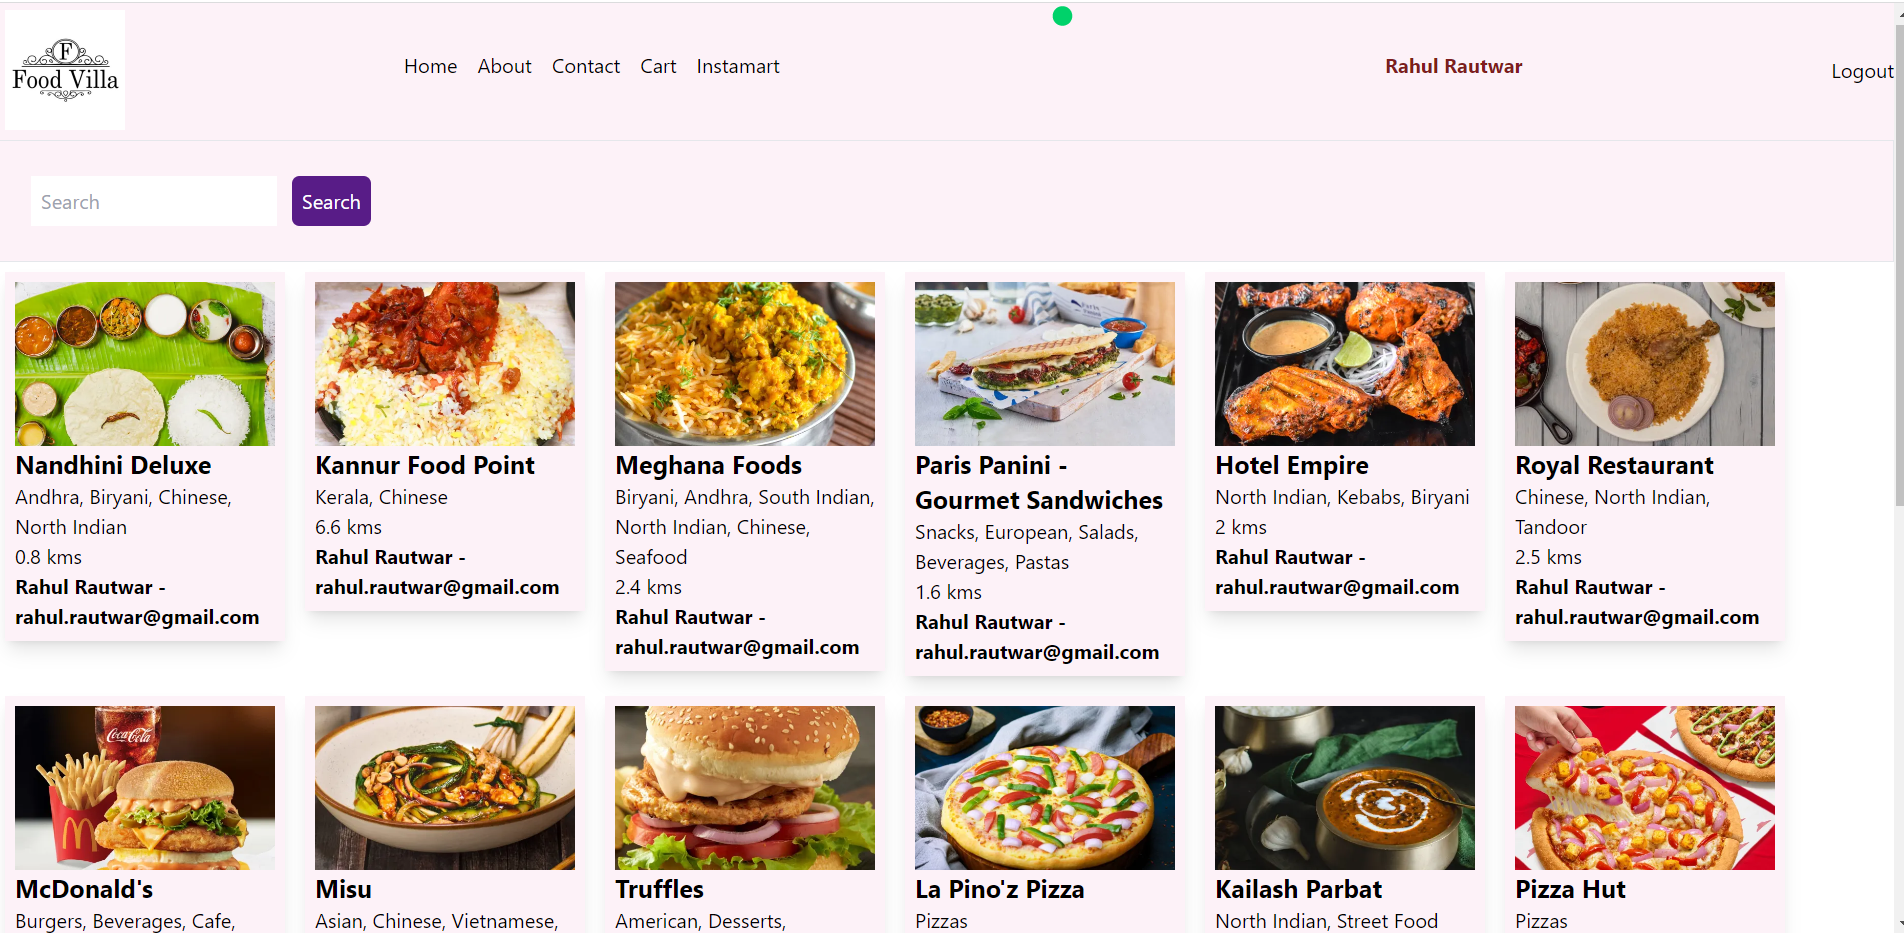 F
Food Villa
Home About Contact Cart Instamart
Rahul Rautwar
Logout
Search
Search
Nandhini Deluxe
Andhra, Biryani, Chinese,
North Indian
0.8 kms
Rahul Rautwar -
rahul.rautwar@gmail.com
Kannur Food Point
Kerala, Chinese
6.6 kms
Rahul Rautwar -
rahul.rautwar@gmail.com
Meghana Foods
Biryani, Andhra, South Indian,
North Indian, Chinese,
Seafood
2.4 kms
Rahul Rautwar -
rahul.rautwar@gmail.com
Paris Panini -
Gourmet Sandwiches
Snacks, European, Salads,
Beverages, Pastas
1.6 kms
Rahul Rautwar -
rahul.rautwar@gmail.com
Hotel Empire
North Indian, Kebabs, Biryani
2 kms
Rahul Rautwar -
rahul.rautwar@gmail.com
Royal Restaurant
Chinese, North Indian,
Tandoor
2.5 kms
Rahul Rautwar -
rahul.rautwar@gmail.com
Coca-Cola
McDonald's
Burgers, Beverages, Cafe,
Misu
Asian, Chinese, Vietnamese,
Truffles
American, Desserts,
La Pino'z Pizza
Pizzas
Kailash Parbat
North Indian, Street Food
Pizza Hut
Pizzas